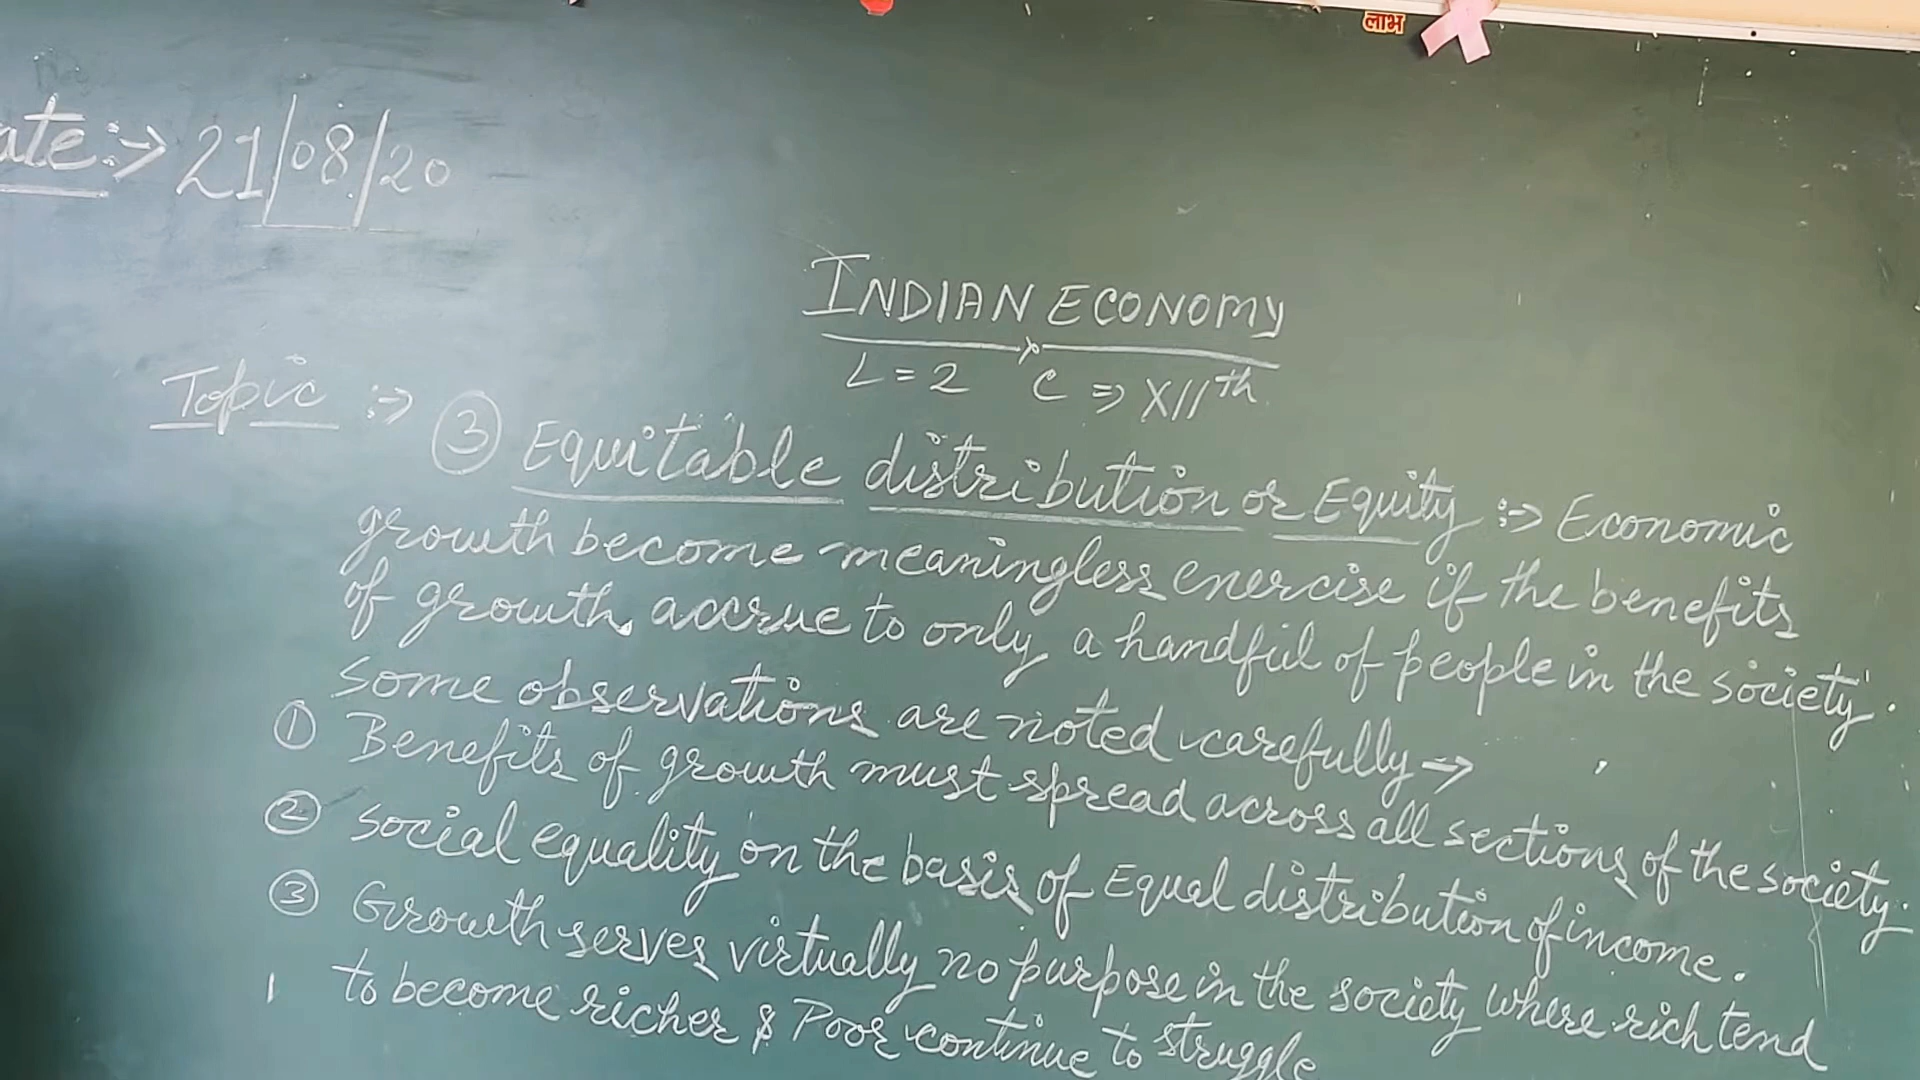 लाभ
ate :-> 21/08/20
INDIAN ECONOMY
L = 2 C => XIIth
Topic :-> ③ Equitable distribution or Equity :-> Economic
growth become meaningless enercise if the benefits
of growth accrue to only a handful of people in the society.
Some observations are noted carefully ->
① Benefits of growth must spread across all sections of the society.
② Social equality on the basis of Equal distribution of income.
③ Growth serves virtually no purpose in the society where rich tend
to become richer & Poor continue to struggle